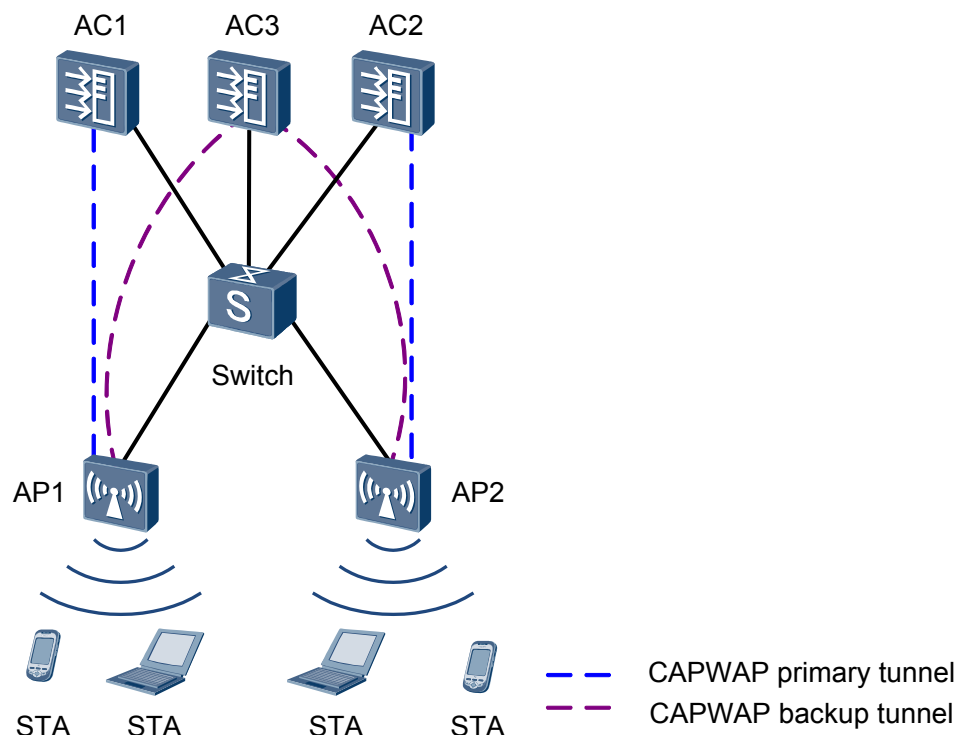 AC1 AC3 AC2
S
Switch
AP1 AP2
CAPWAP primary tunnel
CAPWAP backup tunnel
STA STA STA STA